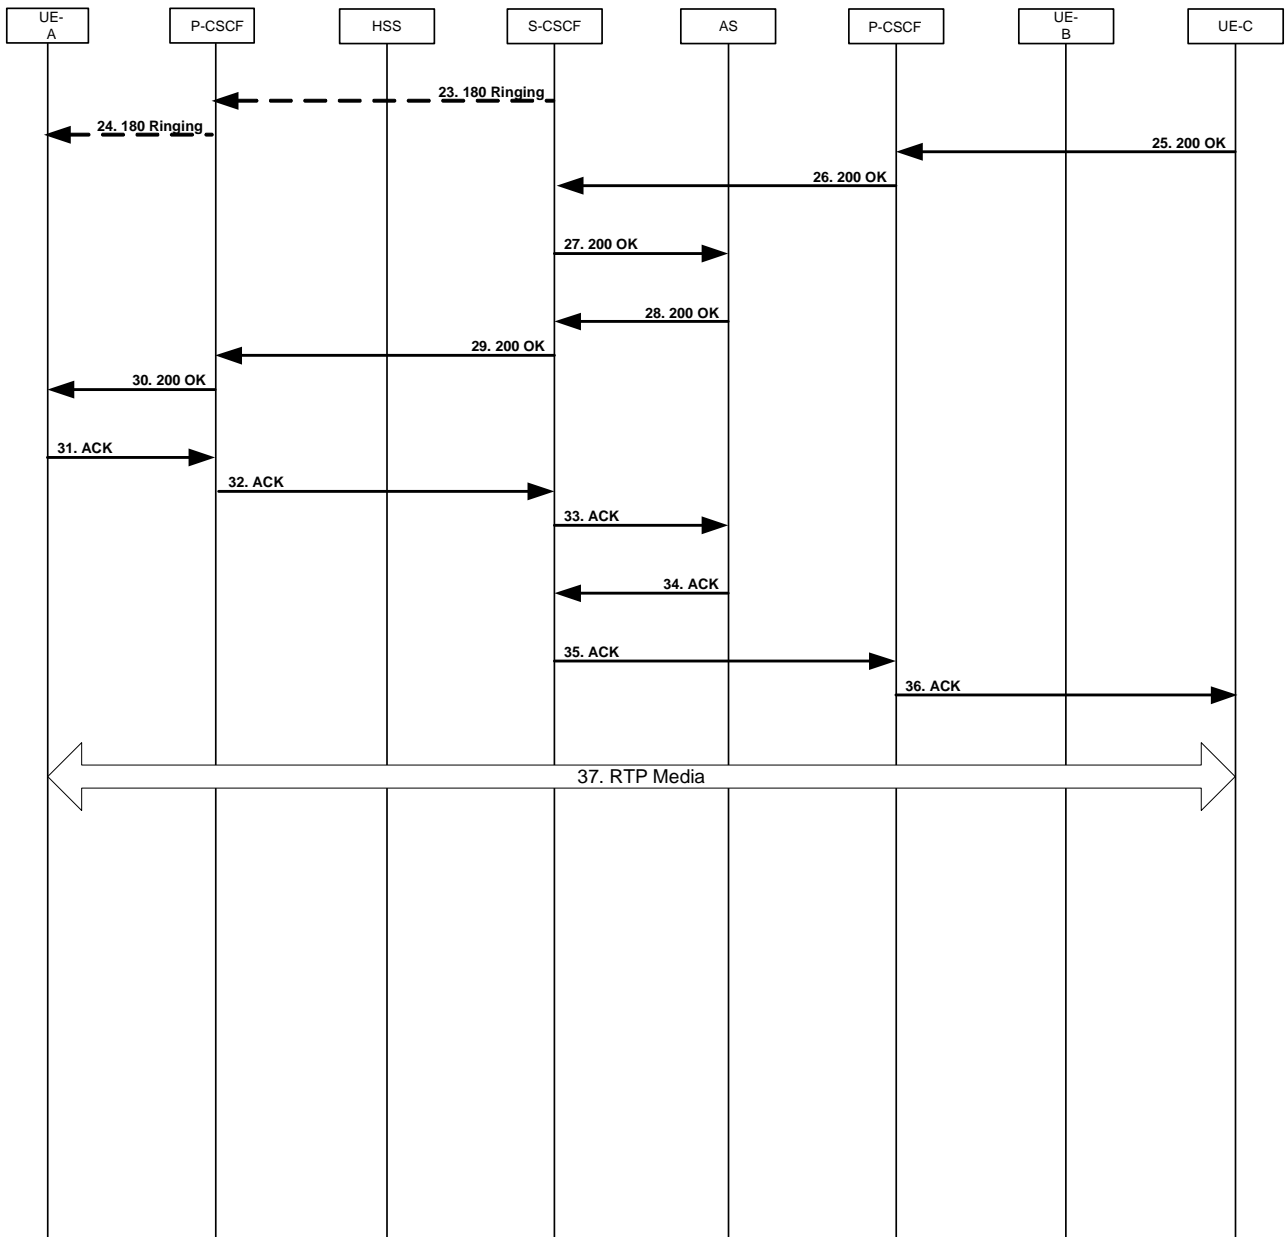 UE-
A
P-CSCF
HSS
S-CSCF
AS
P-CSCF
UE-
B
UE-C
23. 180 Ringing
24. 180 Ringing
25. 200 OK
26. 200 OK
27. 200 OK
28. 200 OK
29. 200 OK
30. 200 OK
31. ACK
32. ACK
33. ACK
34. ACK
35. ACK
36. ACK
37. RTP Media